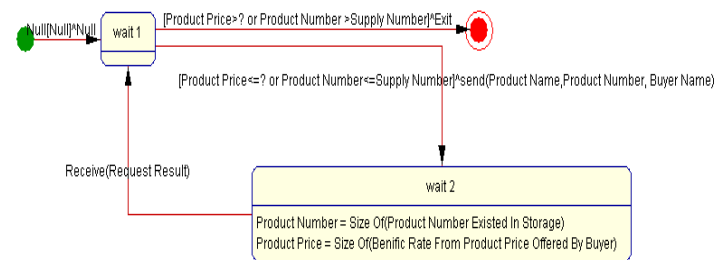 Null[Null]^Null
wait 1
[Product Price>? or Product Number >Supply Number]^Exit
[Product Price<=? or Product Number<=Supply Number]^send(Product Name,Product Number, Buyer Name)
Receive(Request Result)
wait 2
Product Number = Size Of(Product Number Existed In Storage)
Product Price = Size Of(Benific Rate From Product Price Offered By Buyer)